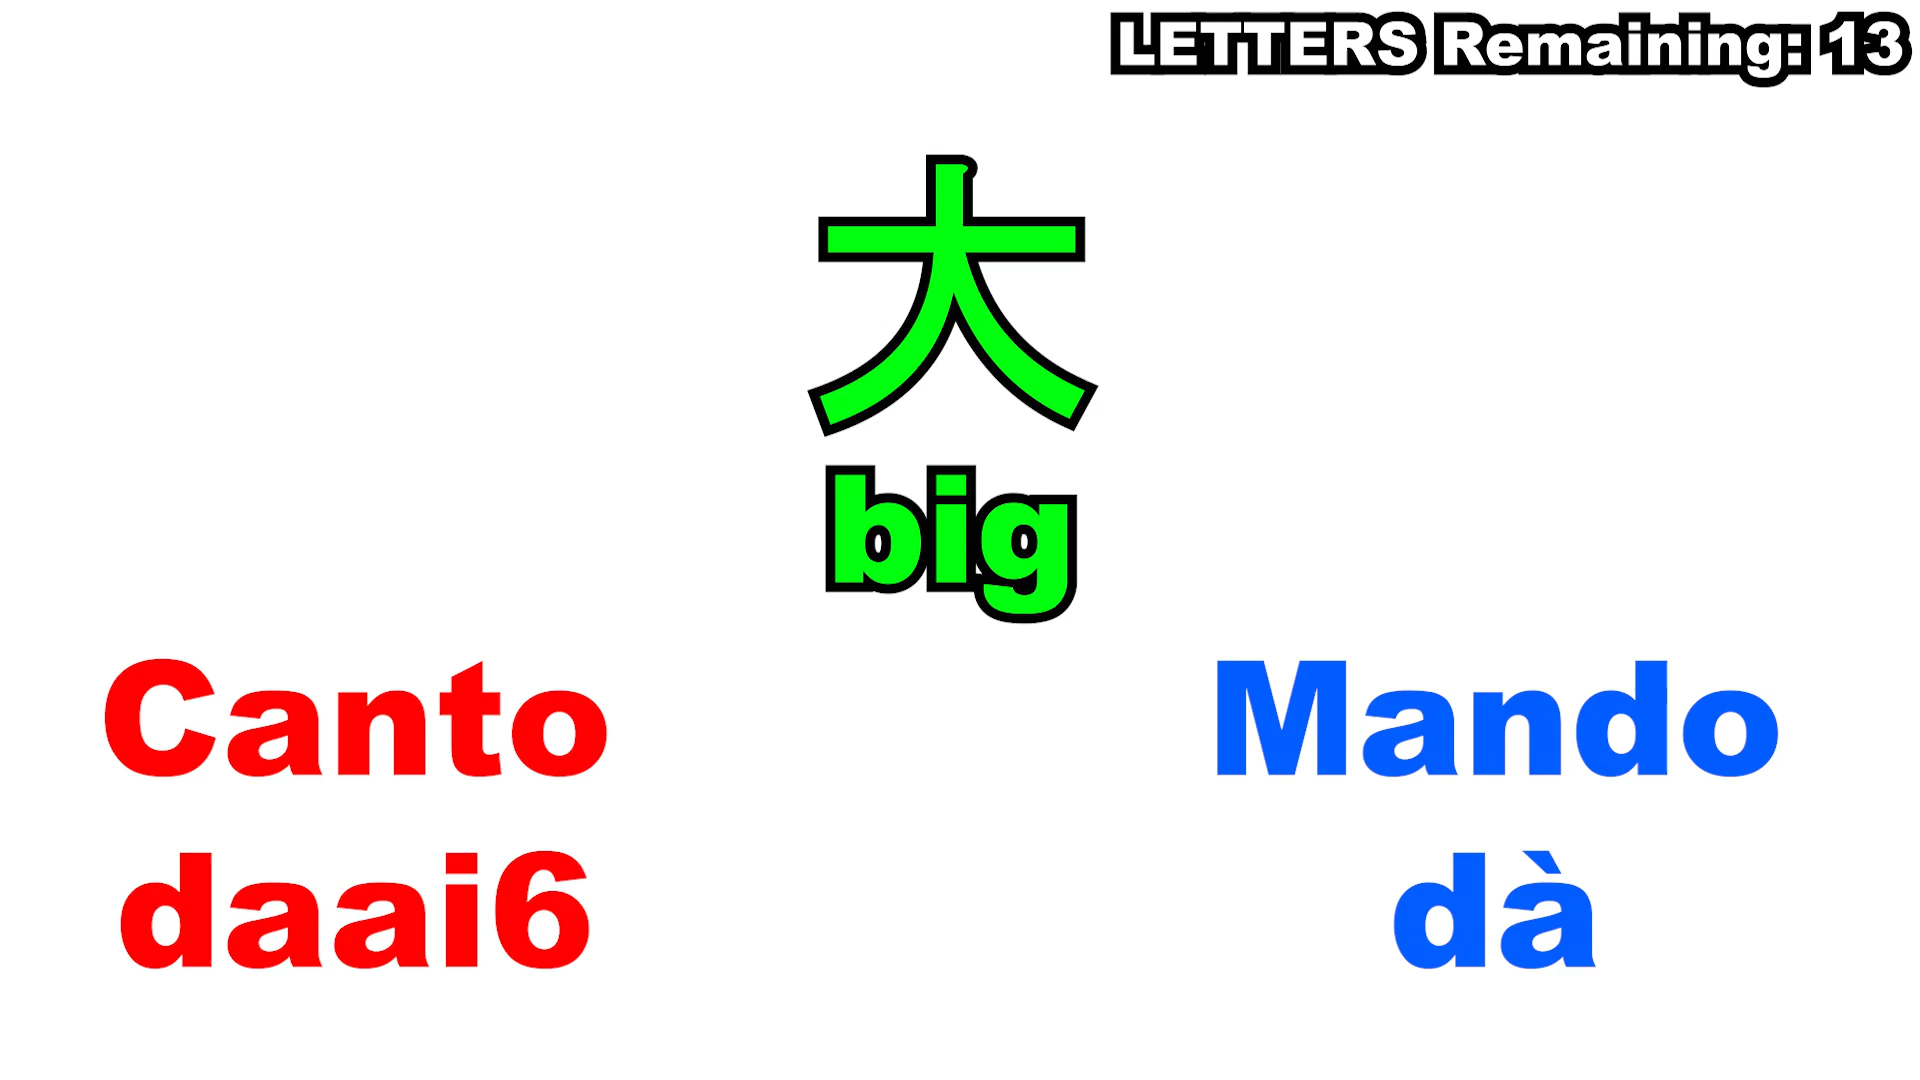 LETTERS Remaining: 13
大
big
Canto
Mando
daai6
dà